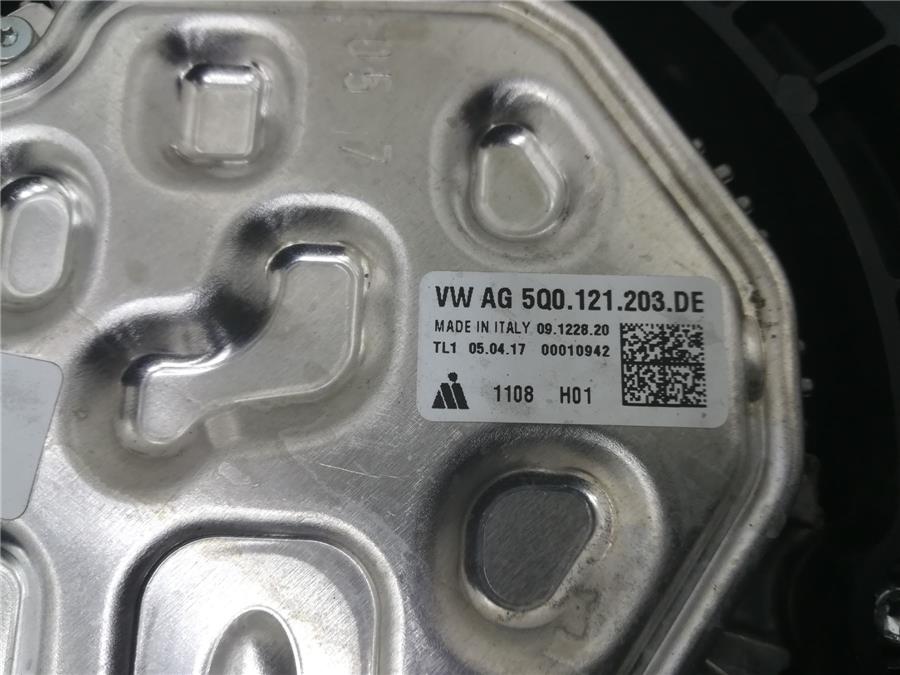 VW AG 5Q0.121.203.DE
MADE IN ITALY 09.1228.20
TL1 05.04.17 00010942
1108 H01